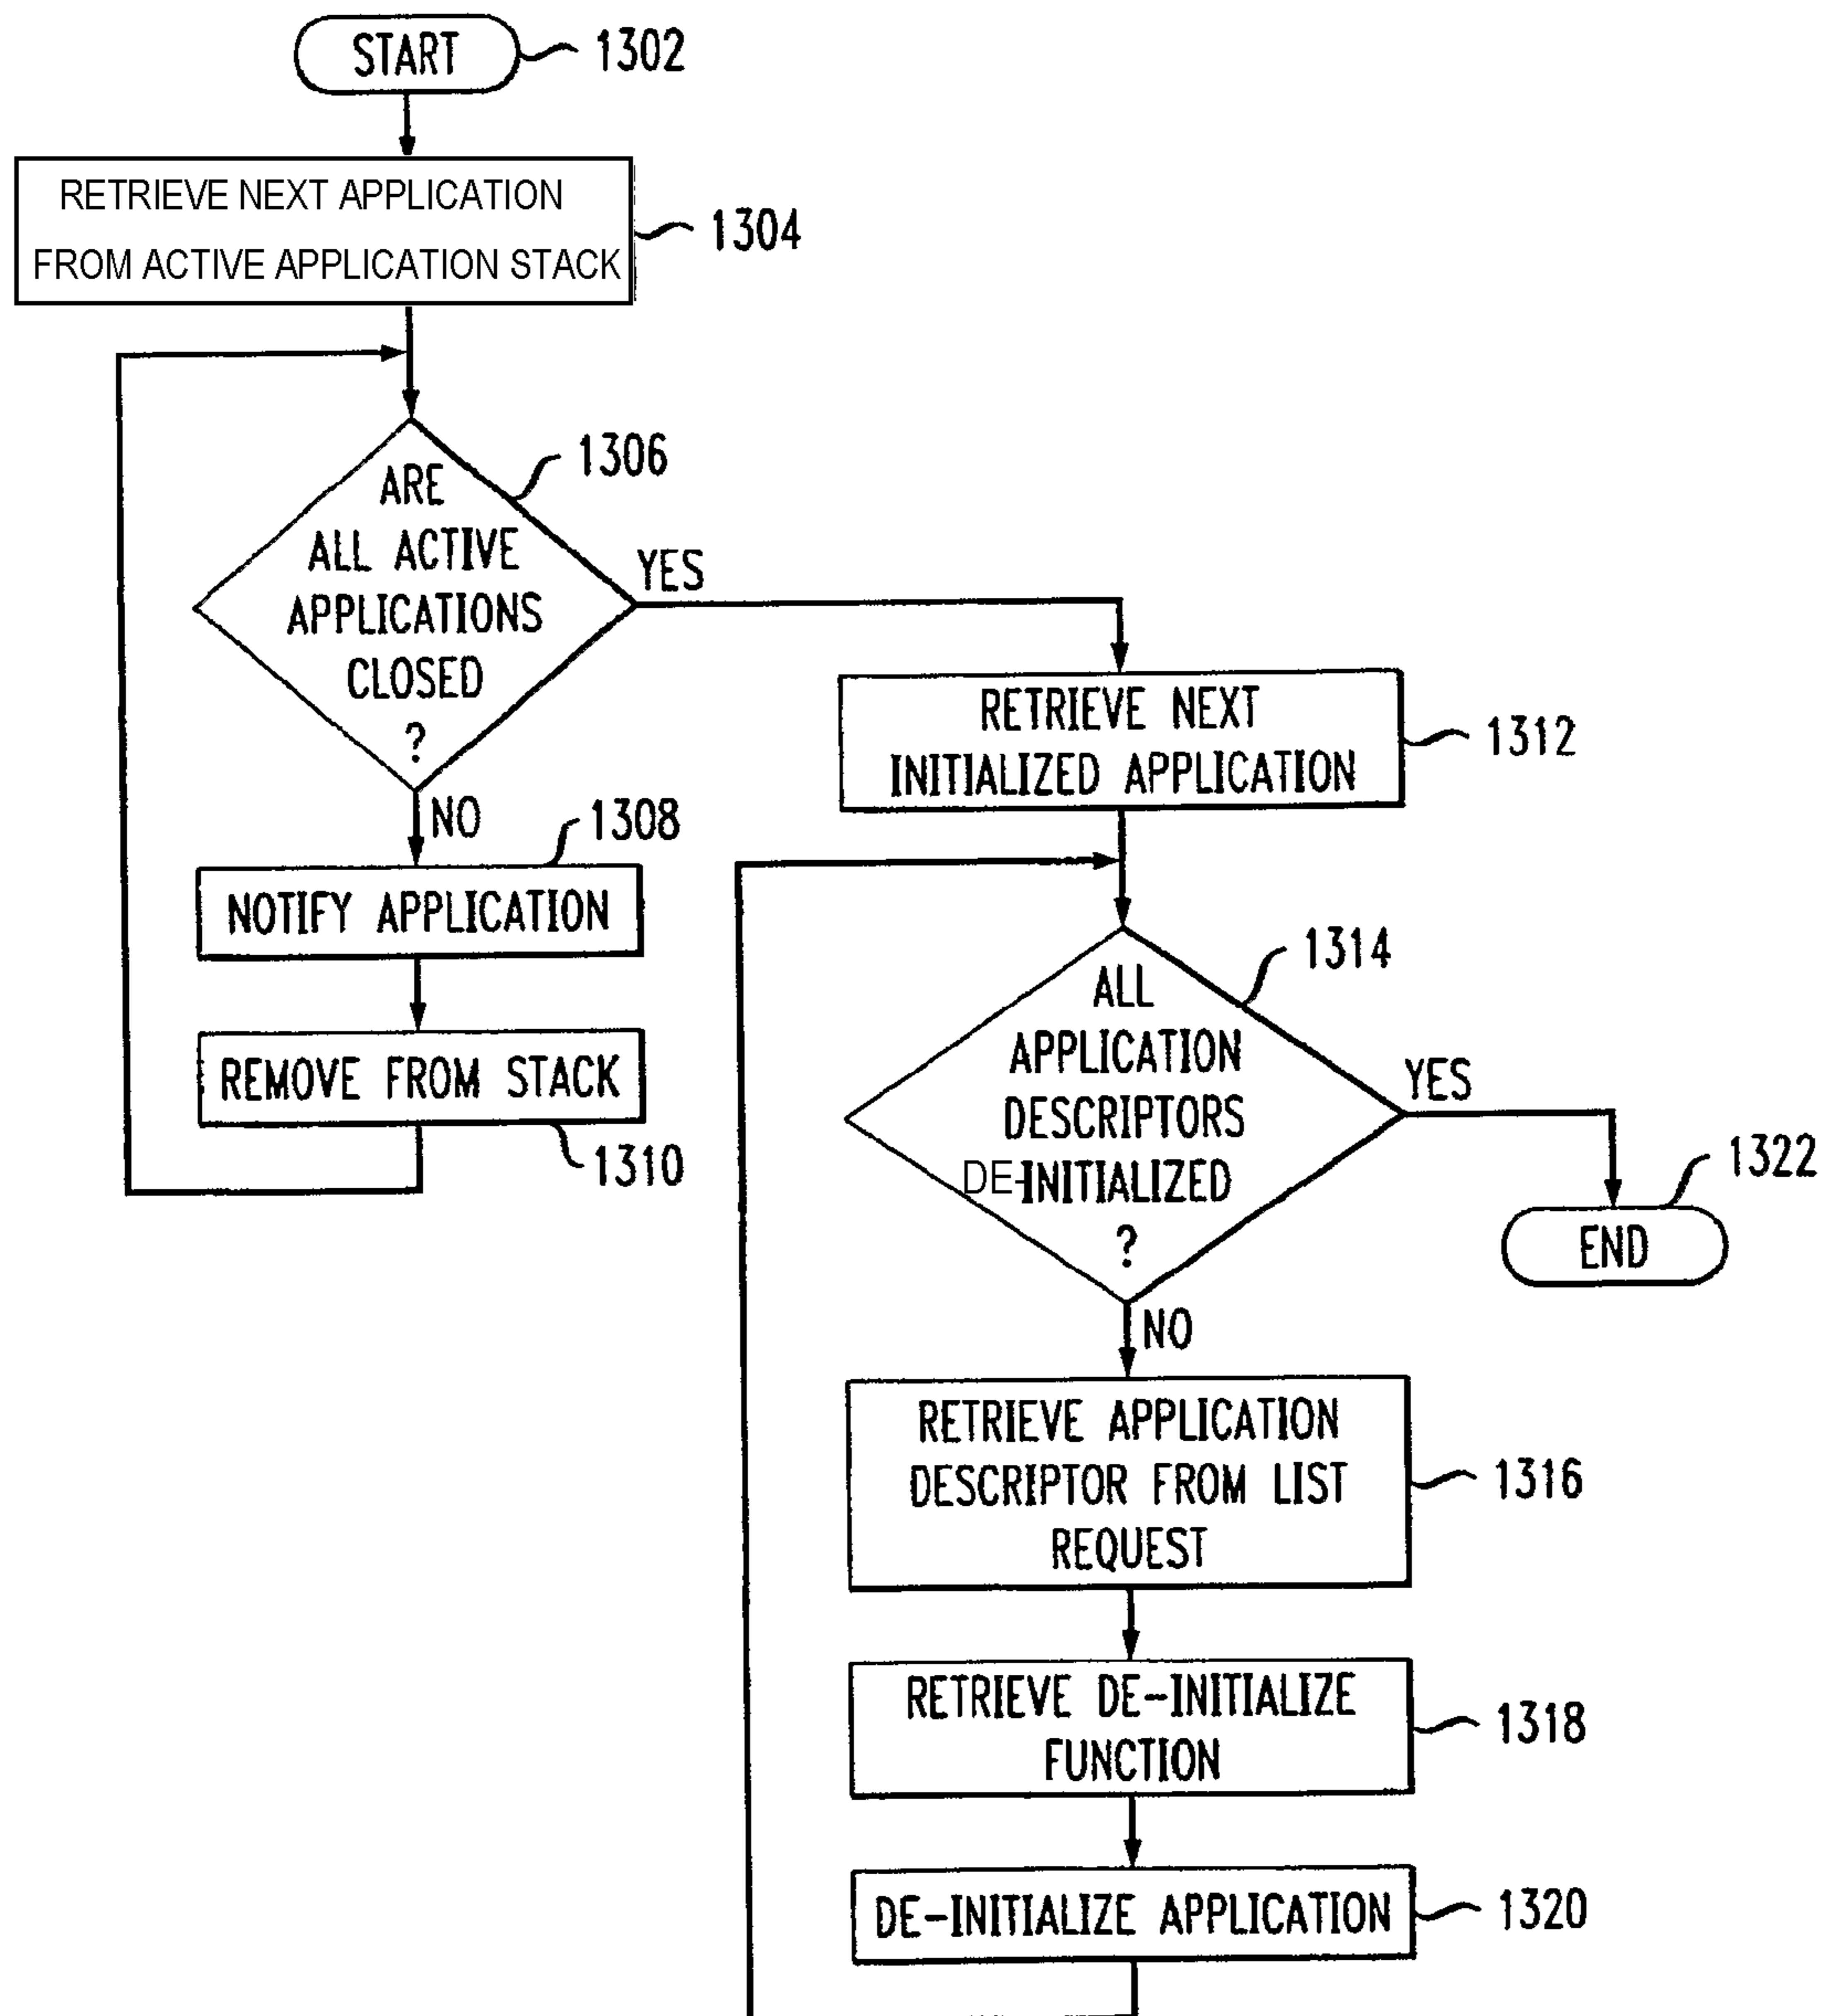 START
1302
RETRIEVE NEXT APPLICATION
FROM ACTIVE APPLICATION STACK
1304
ARE
ALL ACTIVE
APPLICATIONS
CLOSED
?
1306
YES
NO
1308
NOTIFY APPLICATION
REMOVE FROM STACK
1310
RETRIEVE NEXT
INITIALIZED APPLICATION
1312
ALL
APPLICATION
DESCRIPTORS
DE-INITIALIZED
?
1314
YES
1322
END
NO
RETRIEVE APPLICATION
DESCRIPTOR FROM LIST
REQUEST
1316
RETRIEVE DE-INITIALIZE
FUNCTION
1318
DE-INITIALIZE APPLICATION
1320